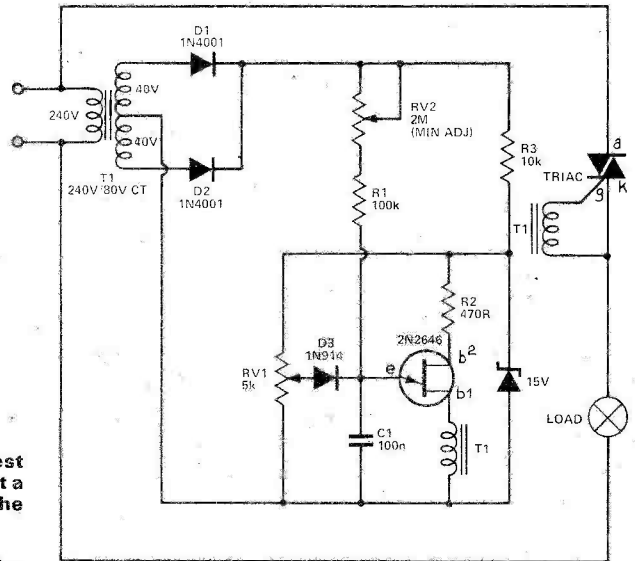 D1
1N4001
40V
240V
40V
T1
240V/80V CT
D2
1N4001
RV2
2M
(MIN ADJ)
R1
100k
R3
10k
TRIAC
a
g
k
T1
R2
470R
2N2646
D3
1N914
RV1
5k
e
b2
b1
15V
C1
100n
T1
LOAD
est
t a
he